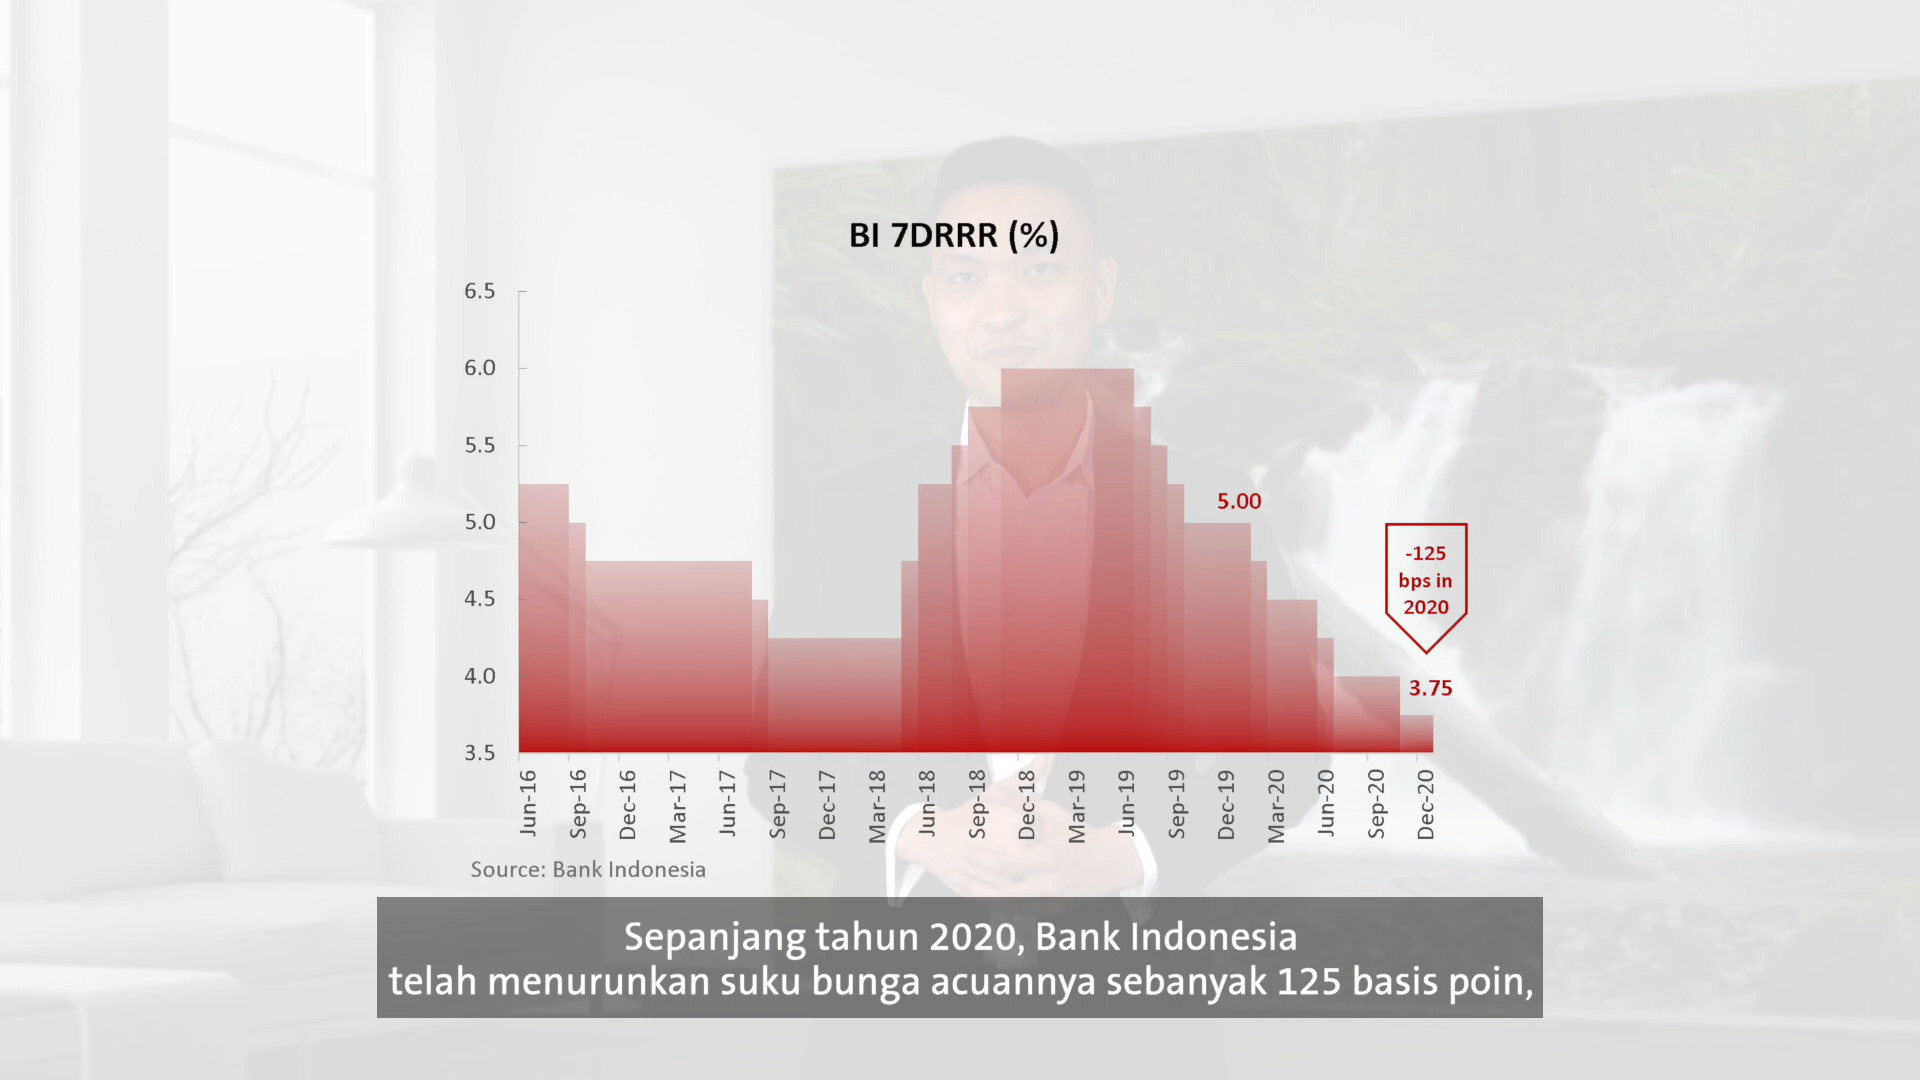 BI 7DRRR (%)
6.5
6.0
5.5
5.0
4.5
4.0
3.5
5.00
-125
bps in
2020
3.75
Jun-16
Sep-16
Dec-16
Mar-17
Jun-17
Sep-17
Dec-17
Mar-18
Jun-18
Sep-18
Dec-18
Mar-19
Jun-19
Sep-19
Dec-19
Mar-20
Jun-20
Sep-20
Dec-20
Source: Bank Indonesia
Sepanjang tahun 2020, Bank Indonesia
telah menurunkan suku bunga acuannya sebanyak 125 basis poin,